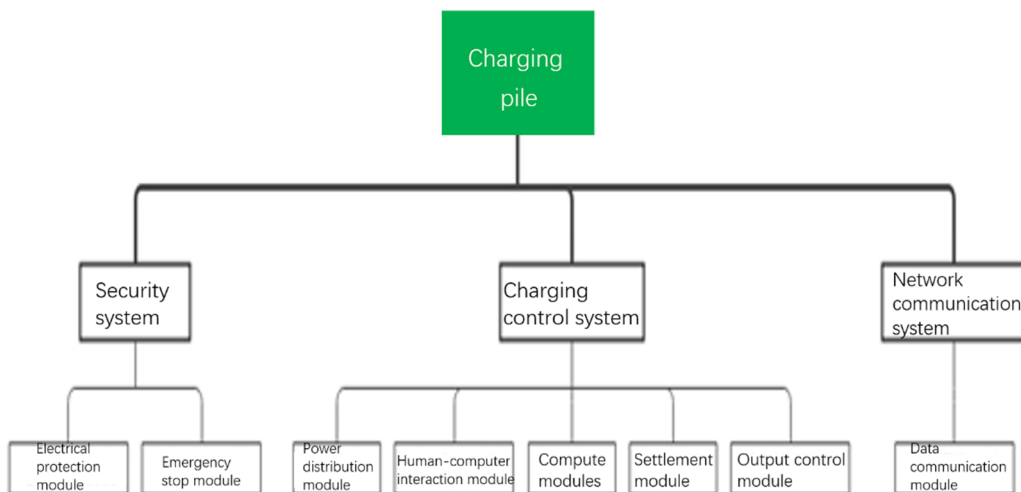 Charging
pile
Security
system
Charging
control system
Network
communication
system
Electrical
protection
module
Emergency
stop module
Power
distribution
module
Human-computer
interaction module
Compute
modules
Settlement
module
Output control
module
Data
communication
module